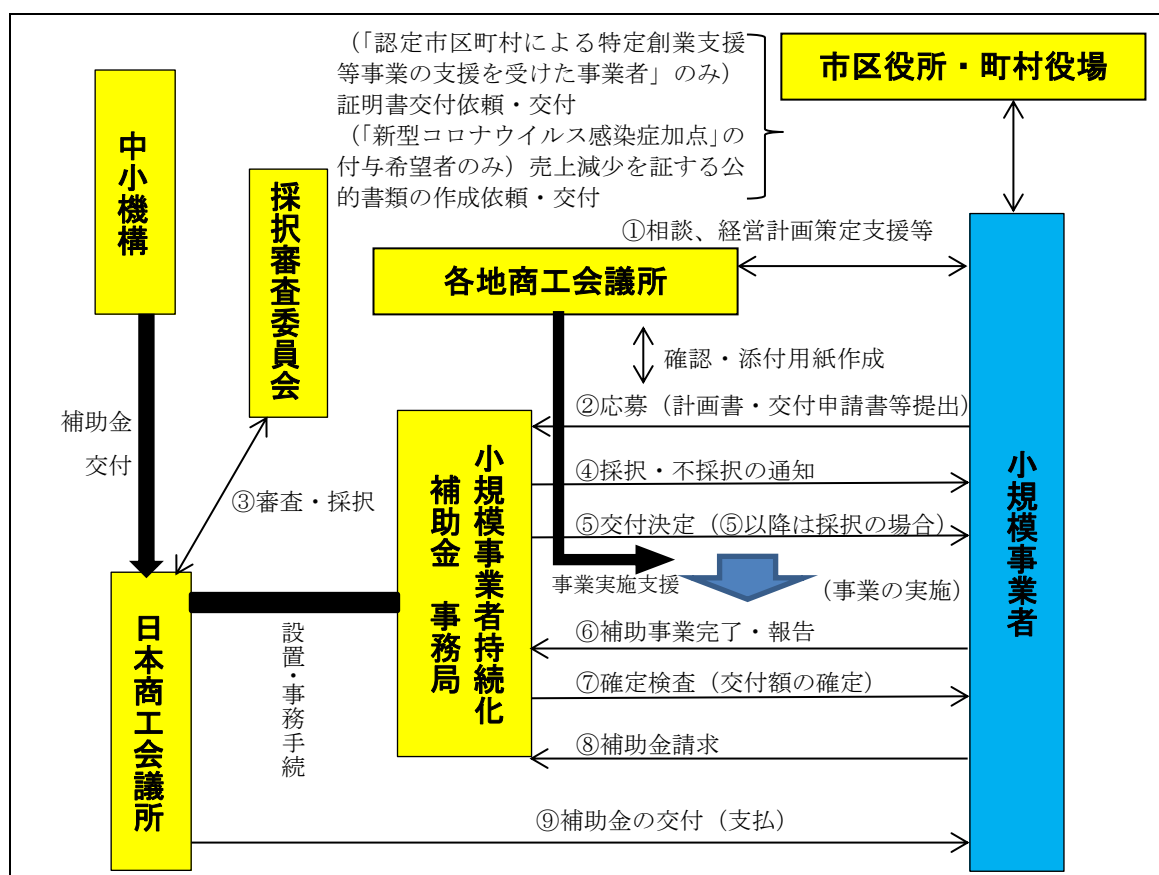 (「認定市区町村による特定創業支援
等事業の支援を受けた事業者」のみ)
証明書交付依頼・交付
(「新型コロナウイルス感染症加点」の
付与希望者のみ)売上減少を証する公
的書類の作成依頼・交付
市区役所・町村役場
中小機構
採択審査委員会
①相談、経営計画策定支援等
各地商工会議所
確認・添付用紙作成
補助金
交付
②応募(計画書・交付申請書等提出)
③審査・採択
④採択・不採択の通知
⑤交付決定(⑤以降は採択の場合)
事業実施支援
(事業の実施)
小規模事業者持続化
補助金 事務局
小規模事業者
日本商工会議所
設置・事務手続
⑥補助事業完了・報告
⑦確定検査(交付額の確定)
⑧補助金請求
⑨補助金の交付(支払)